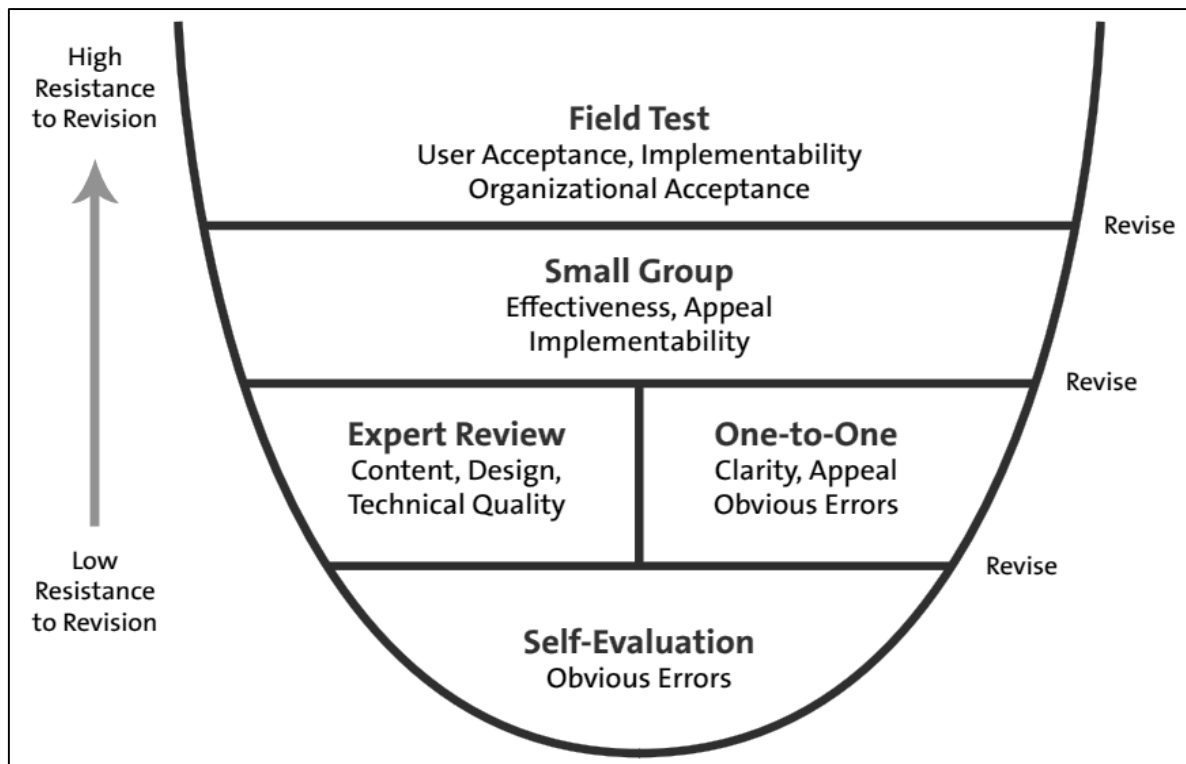 High
Resistance
to Revision
Field Test
User Acceptance, Implementability
Organizational Acceptance
Revise
Small Group
Effectiveness, Appeal
Implementability
Revise
Expert Review
Content, Design,
Technical Quality
One-to-One
Clarity, Appeal
Obvious Errors
Low
Resistance
to Revision
Revise
Self-Evaluation
Obvious Errors